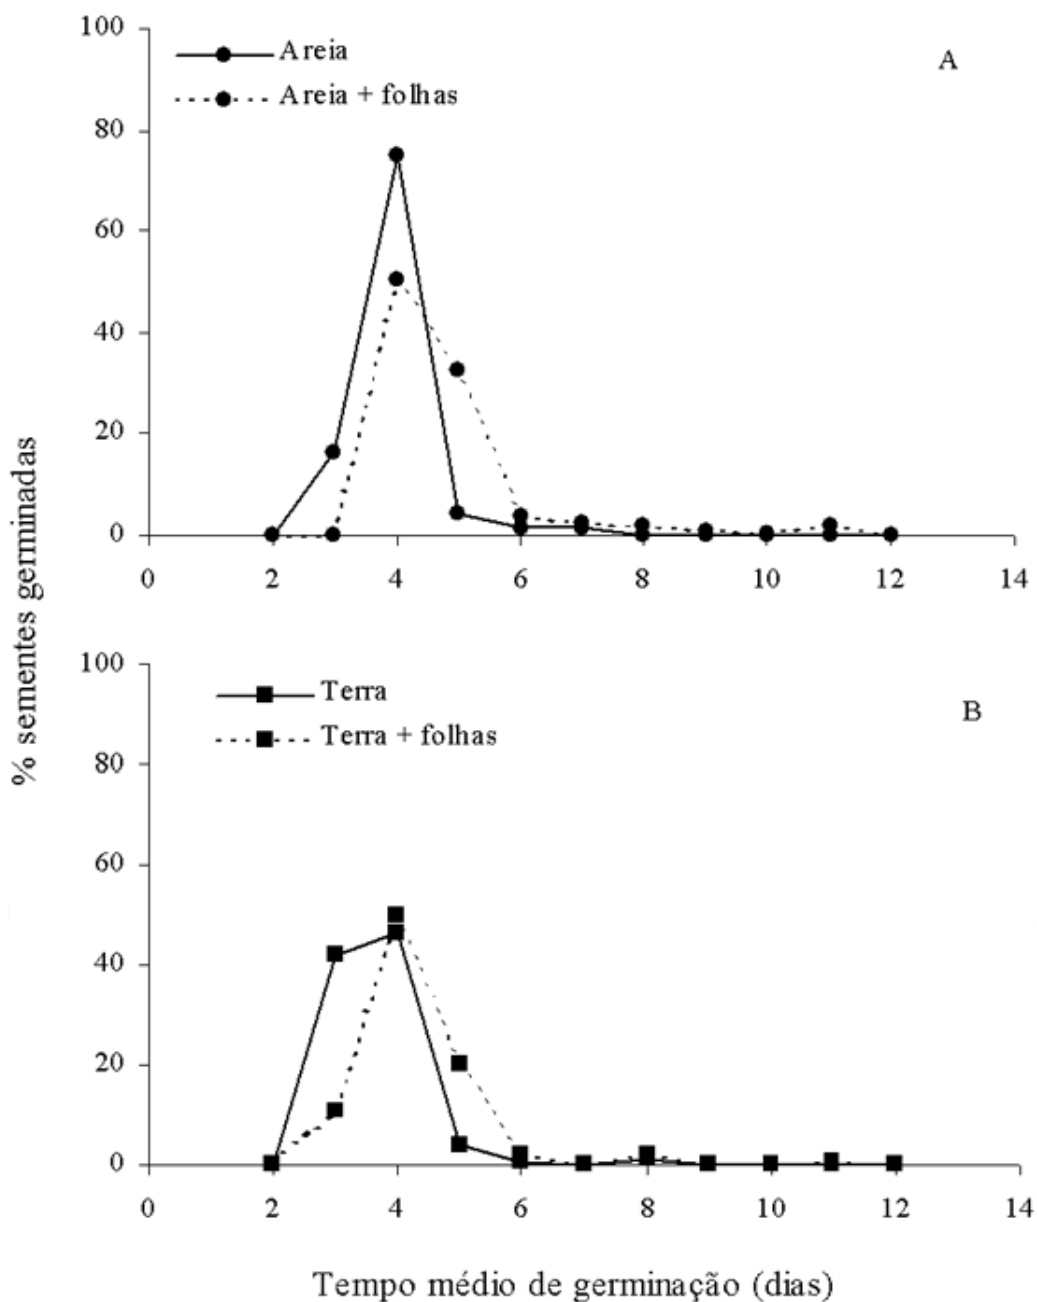 100
Areia
A
Areia + folhas
80
60
40
20
0
0 2 4 6 8 10 12 14
% sementes germinadas
100
Terra
B
Terra + folhas
80
60
40
20
0
0 2 4 6 8 10 12 14
Tempo médio de germinação (dias)